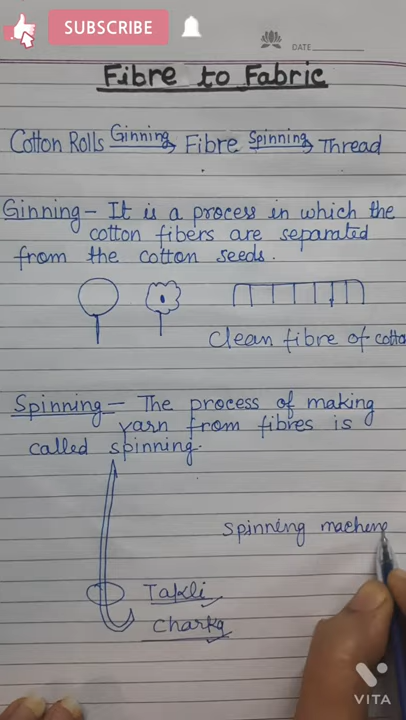 SUBSCRIBE
DATE
Fibre to Fabric
Cotton Rolls Ginning Fibre Spinning Thread
Ginning - It is a process in which the
cotton fibers are separated
from the cotton seeds.
Clean fibre of cotto
Spinning - The process of making
yarn from fibres is
called spinning.
Spinning machine
Takli
Charka
VITA